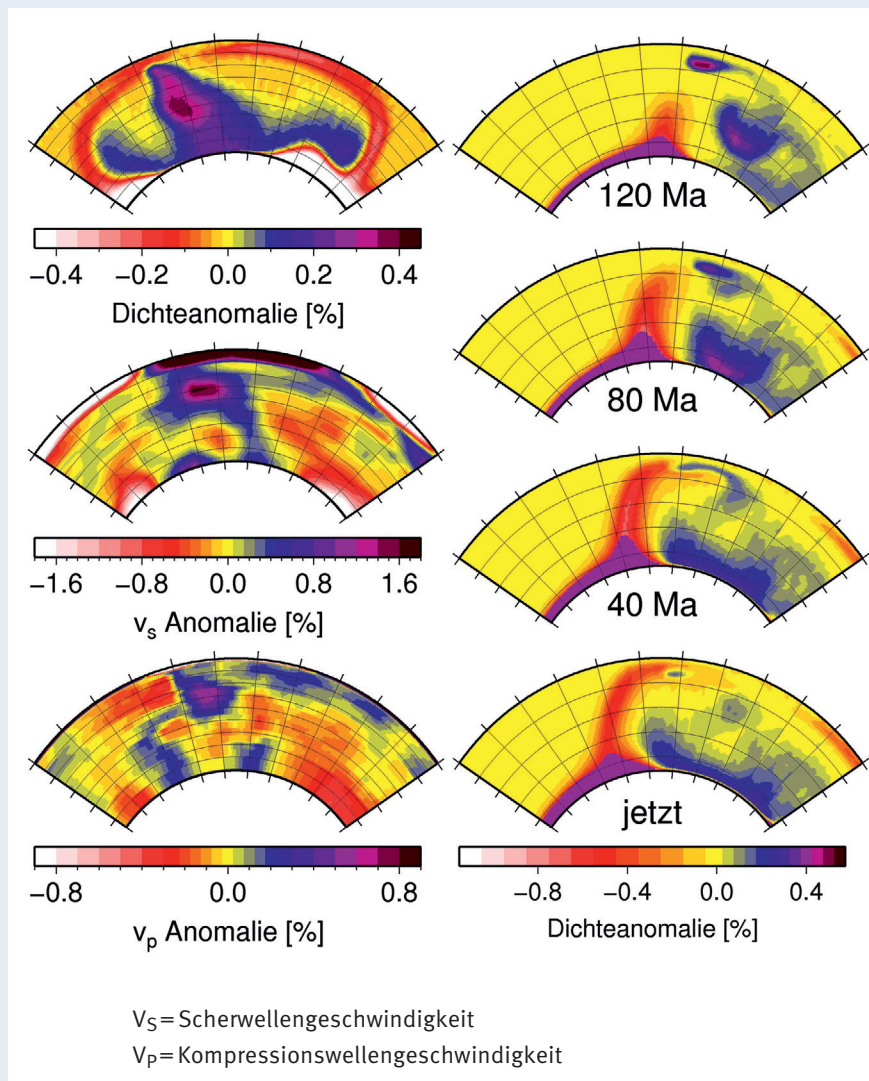 −0.4 −0.2 0.0 0.2 0.4
Dichteanomalie [%]
−1.6 −0.8 0.0 0.8 1.6
vs Anomalie [%]
−0.8 0.0 0.8
vp Anomalie [%]
120 Ma
80 Ma
40 Ma
jetzt
−0.8 −0.4 0.0 0.4
Dichteanomalie [%]
VS=Scherwellengeschwindigkeit
VP=Kompressionswellengeschwindigkeit